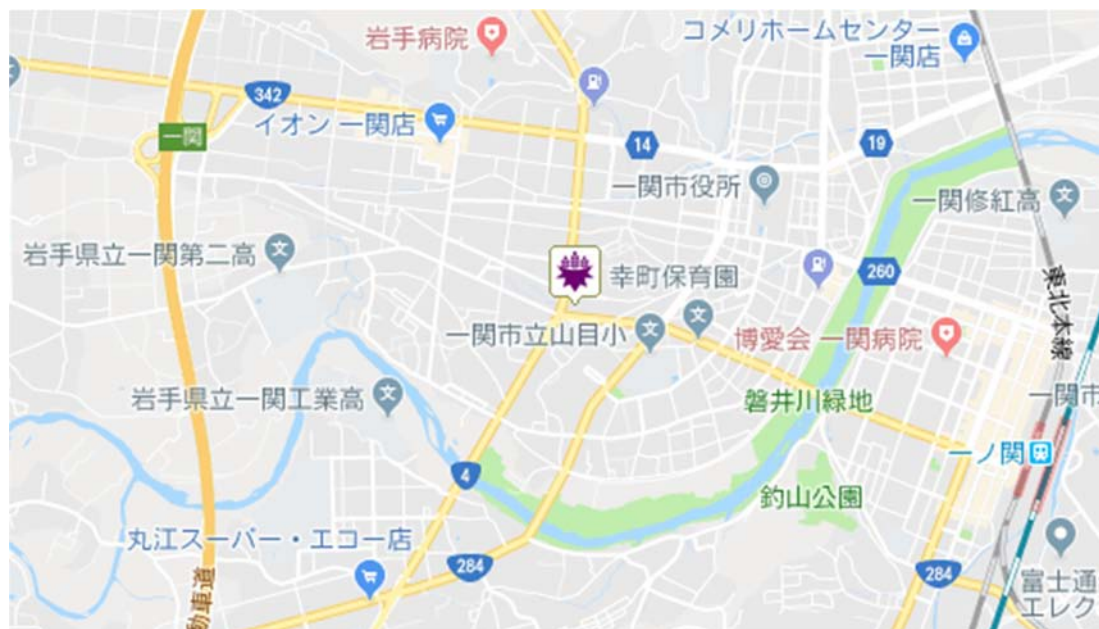 岩手病院
コメリホームセンター
一関店
342
イオン 一関店
一関
14
19
一関市役所
一関修紅高
岩手県立一関第二高
幸町保育園
260
東北本線
一関市立山目小
博愛会 一関病院
岩手県立一関工業高
磐井川緑地
一関市
一ノ関
4
釣山公園
丸江スーパー・エコー店
284
284
動車道
富士通
エレク